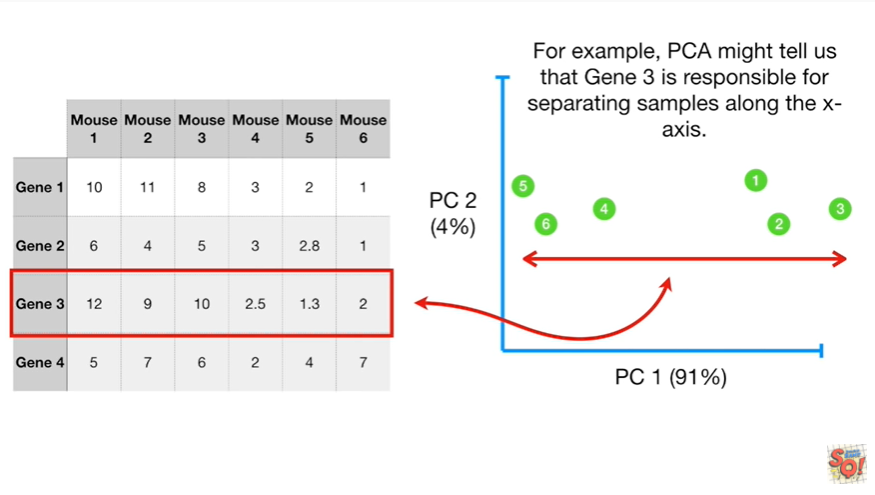 For example, PCA might tell us
that Gene 3 is responsible for
separating samples along the x-
axis.
Mouse 1 Mouse 2 Mouse 3 Mouse 4 Mouse 5 Mouse 6
Gene 1 10 11 8 3 2 1
Gene 2 6 4 5 3 2.8 1
Gene 3 12 9 10 2.5 1.3 2
Gene 4 5 7 6 2 4 7
PC 2
(4%)
5 6 4 1 2 3
PC 1 (91%)
SQ!